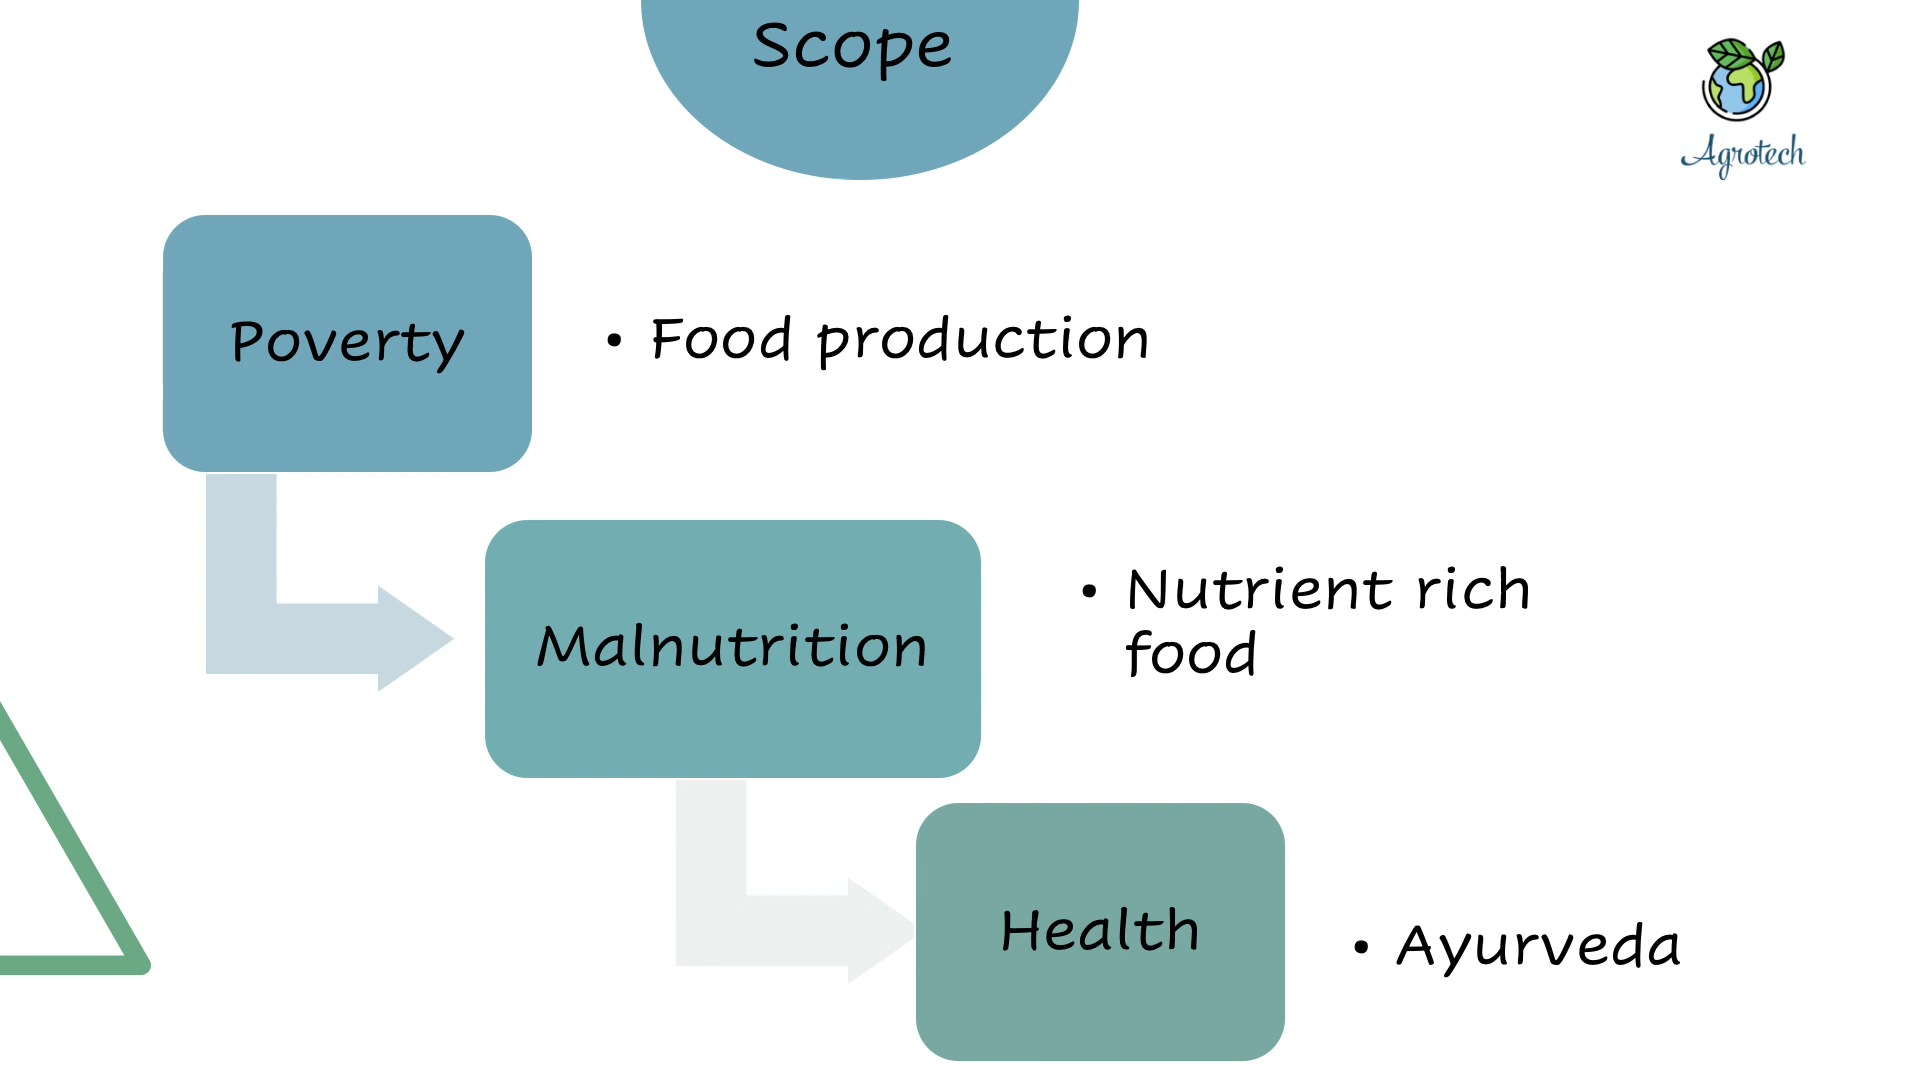 Scope
Agrotech
Poverty
• Food production
Malnutrition
• Nutrient rich
food
Health
• Ayurveda